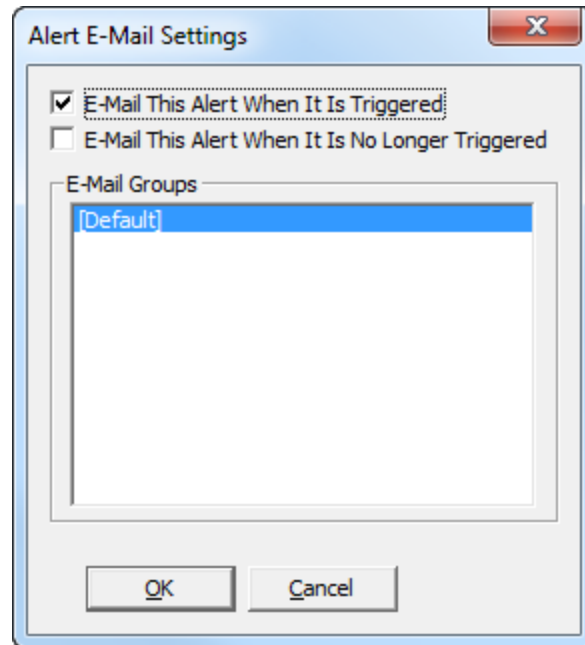 Alert E-Mail Settings
E-Mail This Alert When It Is Triggered
E-Mail This Alert When It Is No Longer Triggered
E-Mail Groups
[Default]
OK
Cancel